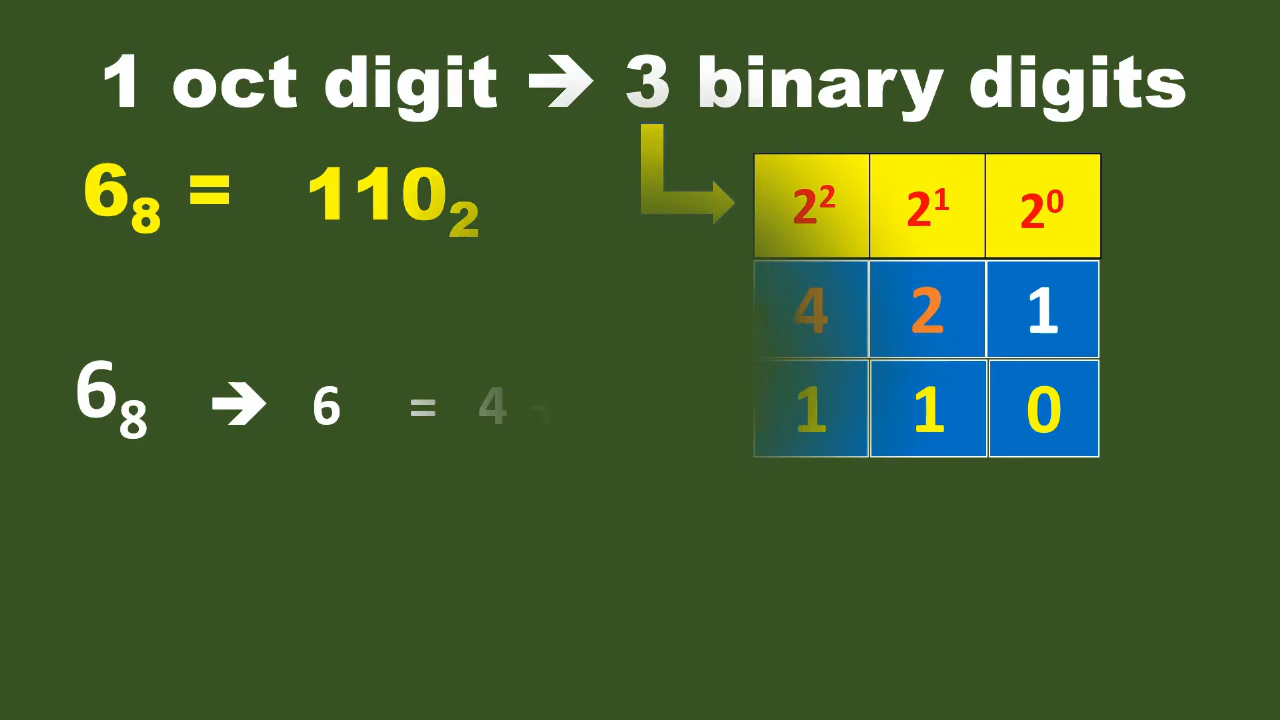 1 oct digit ➔ 3 binary digits
6₈ = 110₂
2² 2¹ 2⁰
4 2 1
6₈ ➔ 6 = 4 +
1 1 0